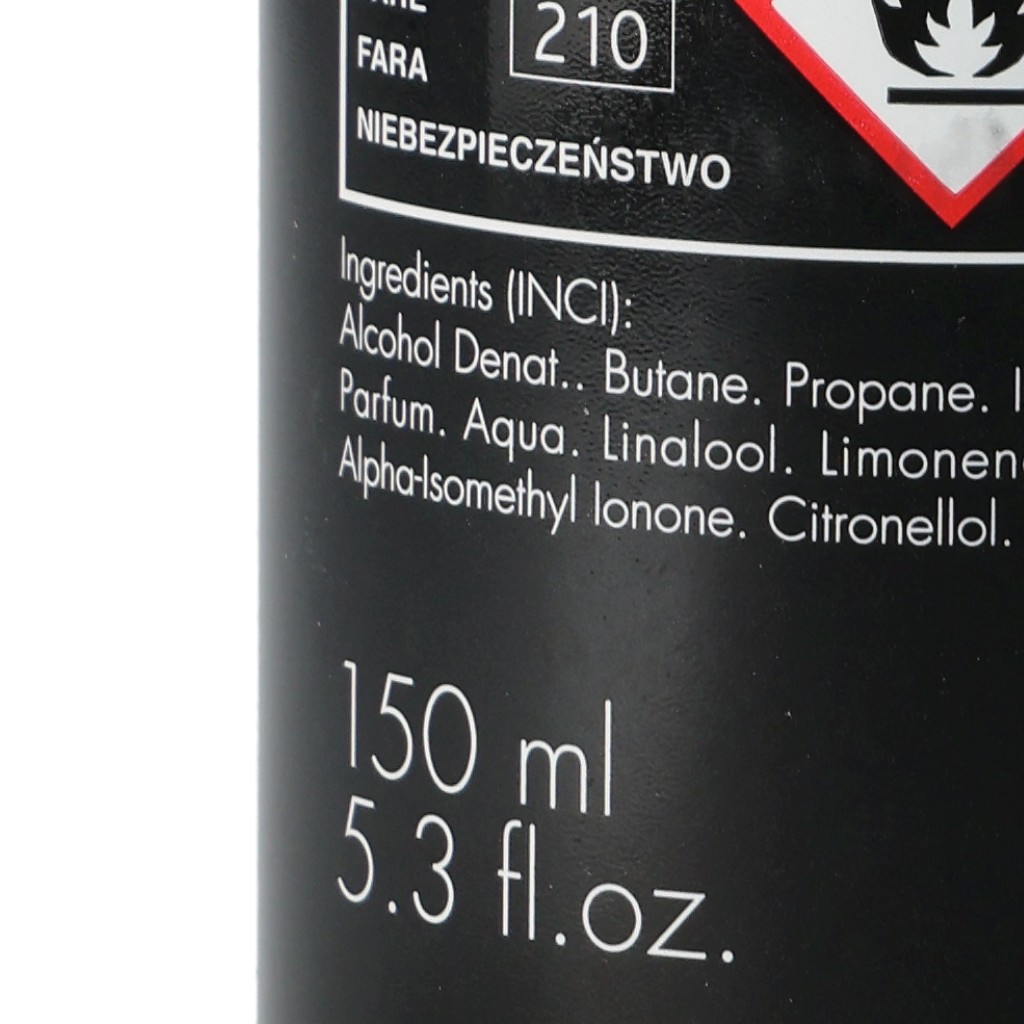 FARA
210
NIEBEZPIECZEŃSTWO
Ingredients (INCI):
Alcohol Denat.. Butane. Propane.
Parfum. Aqua. Linalool.
Alpha-Isomethyl Ionone. Citronellol.
150 ml
5.3 fl.oz.